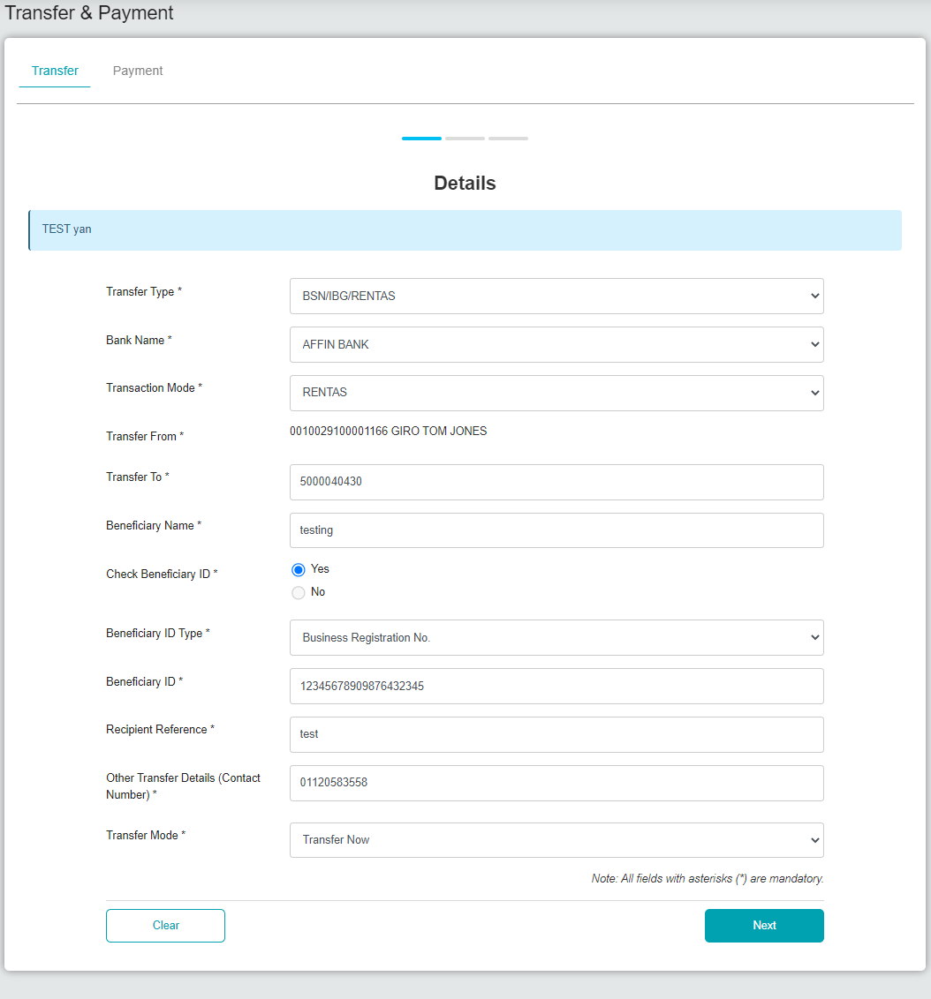 Transfer & Payment
Transfer Payment
Details
TEST yan
Transfer Type * BSN/IBG/RENTAS
Bank Name * AFFIN BANK
Transaction Mode * RENTAS
Transfer From * 0010029100001166 GIRO TOM JONES
Transfer To * 5000040430
Beneficiary Name * testing
Check Beneficiary ID * Yes
No
Beneficiary ID Type * Business Registration No.
Beneficiary ID * 12345678909876432345
Recipient Reference * test
Other Transfer Details (Contact
Number) * 01120583558
Transfer Mode * Transfer Now
Note: All fields with asterisks (*) are mandatory.
Clear Next